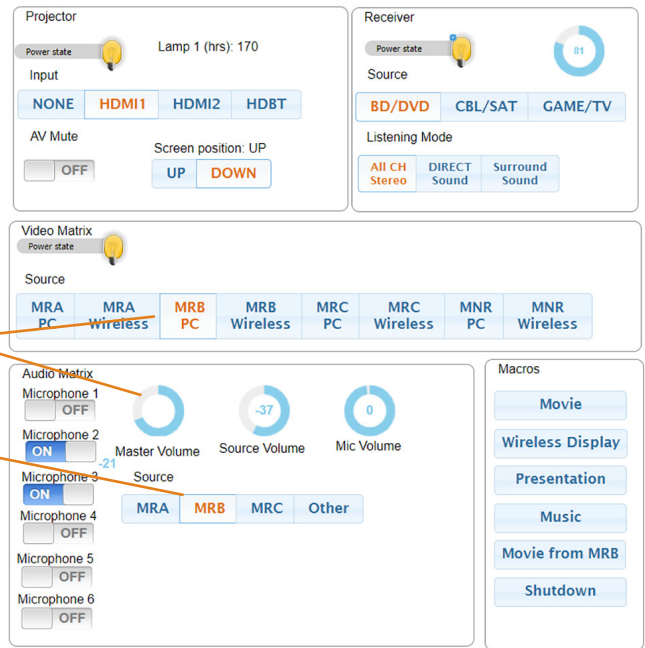 Projector
Power state
Lamp 1 (hrs): 170
Input
NONE HDMI1 HDMI2 HDBT
AV Mute
OFF
Screen position: UP
UP DOWN
Receiver
Power state
81
Source
BD/DVD CBL/SAT GAME/TV
Listening Mode
All CH Stereo
DIRECT Sound
Surround Sound
Video Matrix
Power state
Source
MRA PC
MRA Wireless
MRB PC
MRB Wireless
MRC PC
MRC Wireless
MNR PC
MNR Wireless
Audio Matrix
Microphone 1
OFF
Microphone 2
ON
Microphone 3
ON
Microphone 4
OFF
Microphone 5
OFF
Microphone 6
OFF
-21
Master Volume
-37
Source Volume
0
Mic Volume
Source
MRA MRB MRC Other
Macros
Movie
Wireless Display
Presentation
Music
Movie from MRB
Shutdown